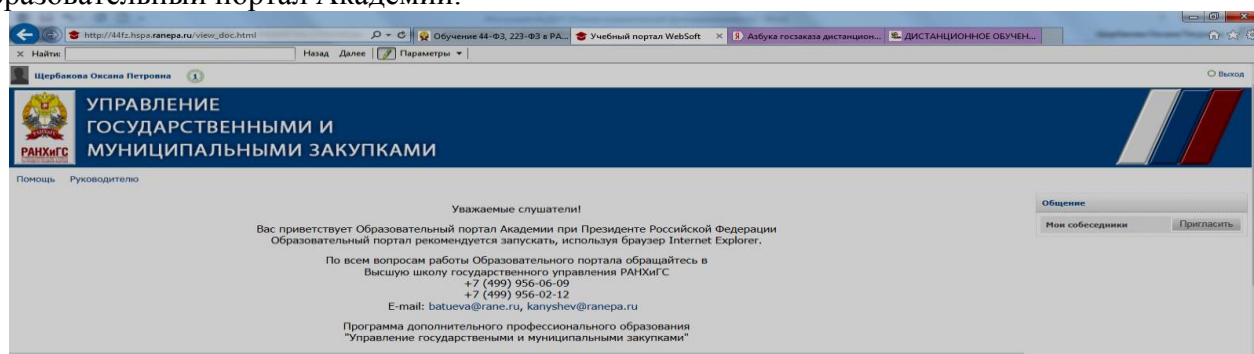 образовательный портал Академии.
http://44fz.hspa.ranepa.ru/view_doc.html
Обучение 44-ФЗ, 223-ФЗ в РА...
Учебный портал WebSoft
Азбука госзаказа дистанцион...
ДИСТАНЦИОННОЕ ОБУЧЕН...
× Найти:
Назад Далее Параметры
Щербакова Оксана Петровна 1
Выход
РАНХиГС
УПРАВЛЕНИЕ
ГОСУДАРСТВЕННЫМИ И
МУНИЦИПАЛЬНЫМИ ЗАКУПКАМИ
Помощь Руководителю
Уважаемые слушатели!
Вас приветствует Образовательный портал Академии при Президенте Российской Федерации
Образовательный портал рекомендуется запускать, используя браузер Internet Explorer.
По всем вопросам работы Образовательного портала обращайтесь в
Высшую школу государственного управления РАНХиГС
+7 (499) 956-06-09
+7 (499) 956-02-12
E-mail: batueva@rane.ru, kanyshev@ranepa.ru
Программа дополнительного профессионального образования
"Управление государствеными и муниципальными закупками"
Общение
Мои собеседники Пригласить